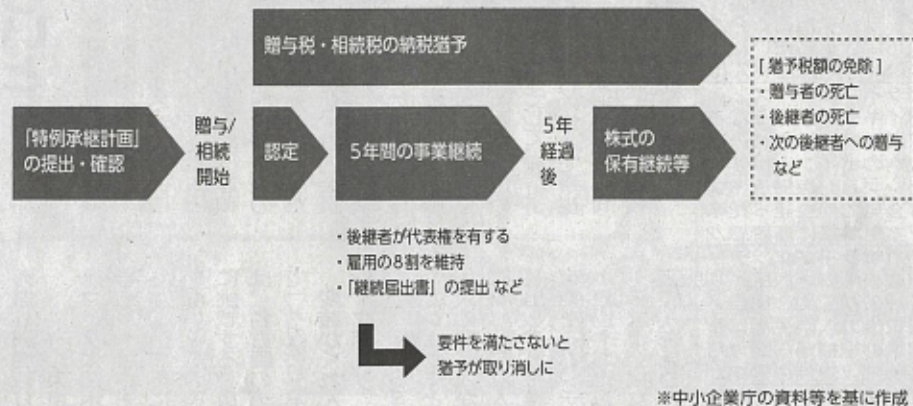 贈与税・相続税の納税猶予
「特例承継計画」
の提出・確認
贈与/
相続
開始
認定
5年間の事業継続
5年
経過
後
株式の
保有継続等
[ 猶予税額の免除 ]
・贈与者の死亡
・後継者の死亡
・次の後継者への贈与
など
・後継者が代表権を有する
・雇用の8割を維持
・「継続届出書」の提出 など
要件を満たさないと
猶予が取り消しに
※中小企業庁の資料等を基に作成